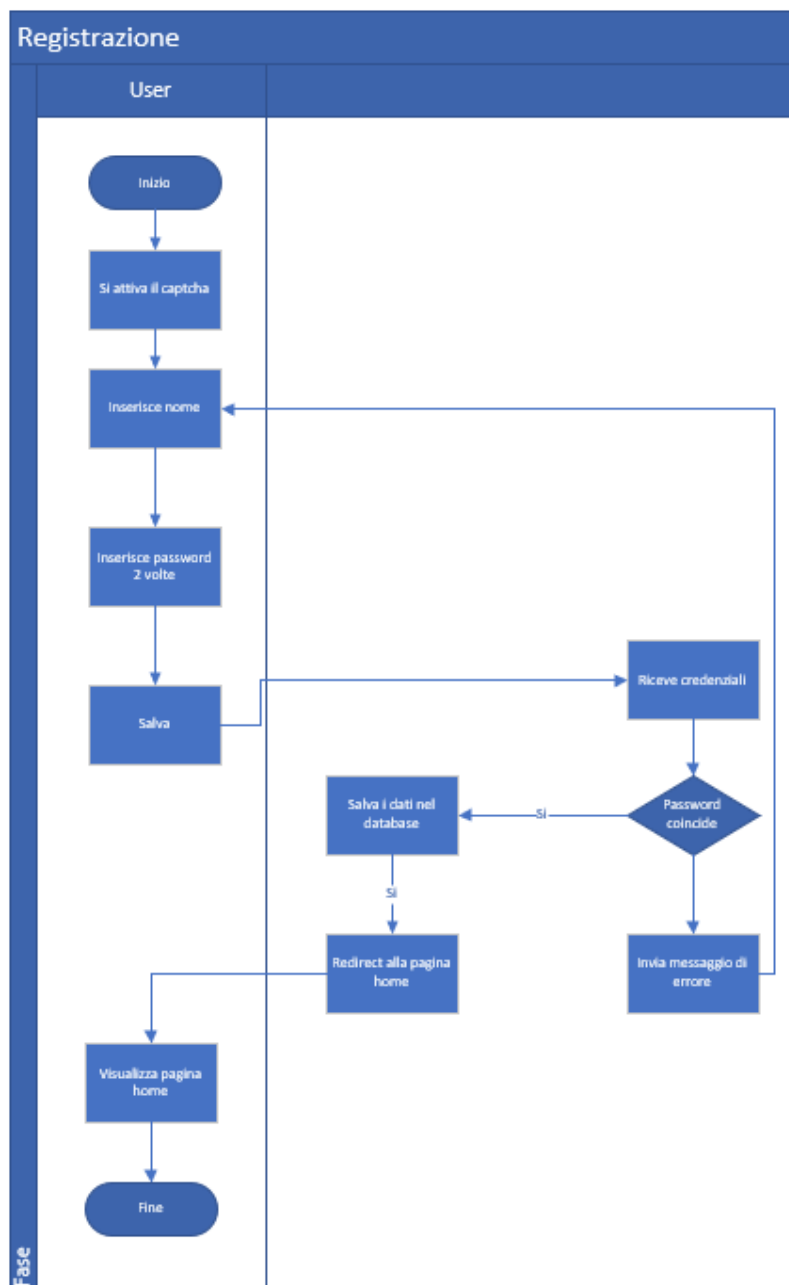 Registrazione
User
Inizio
Si attiva il captcha
Inserisce nome
Inserisce password
2 volte
Salva
Riceve credenziali
Password
coincide
Si
Salva i dati nel
database
Si
Redirect alla pagina
home
Invia messaggio di
errore
Visualizza pagina
home
Fine
Fase